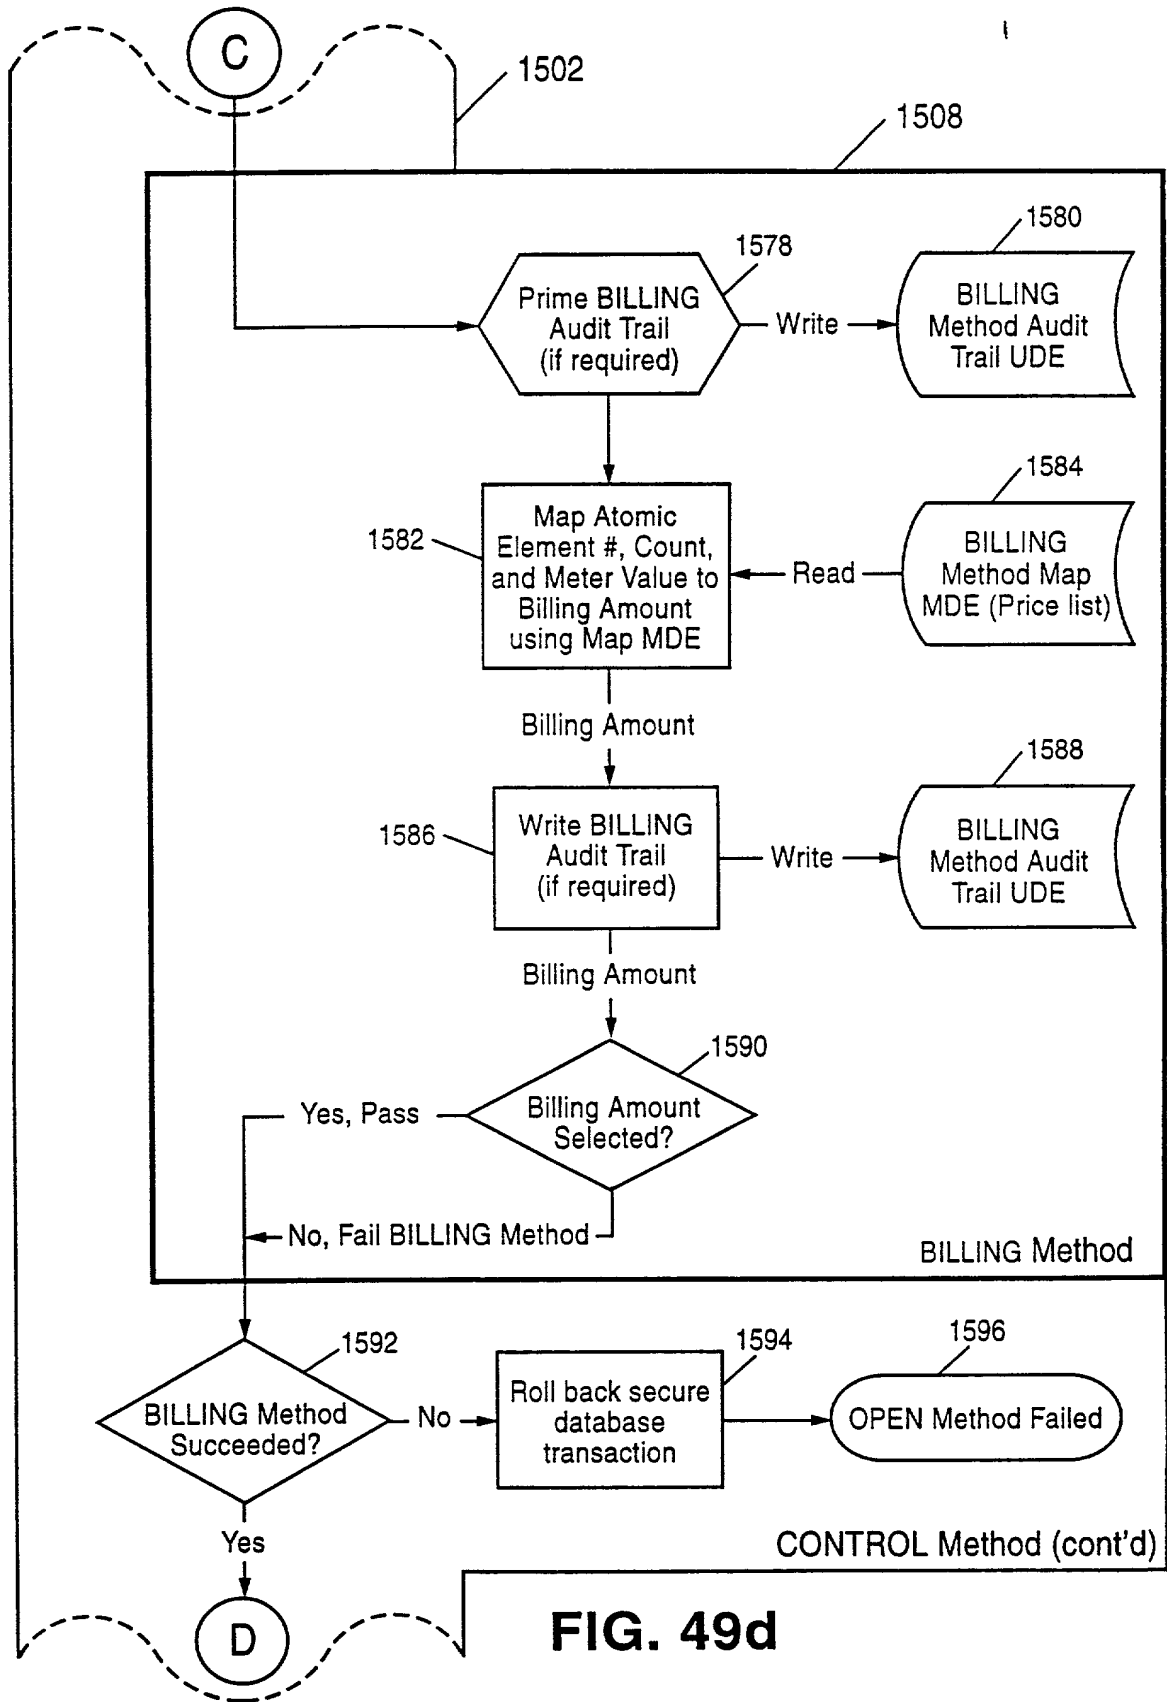 C
1502
1508
1578
Prime BILLING
Audit Trail
(if required)
Write
1580
BILLING
Method Audit
Trail UDE
1582
Map Atomic
Element #, Count,
and Meter Value to
Billing Amount
using Map MDE
Read
1584
BILLING
Method Map
MDE (Price list)
Billing Amount
1586
Write BILLING
Audit Trail
(if required)
Write
1588
BILLING
Method Audit
Trail UDE
Billing Amount
1590
Billing Amount
Selected?
Yes, Pass
No, Fail BILLING Method
BILLING Method
1592
BILLING Method
Succeeded?
No
1594
Roll back secure
database
transaction
1596
OPEN Method Failed
Yes
CONTROL Method (cont'd)
D
FIG. 49d